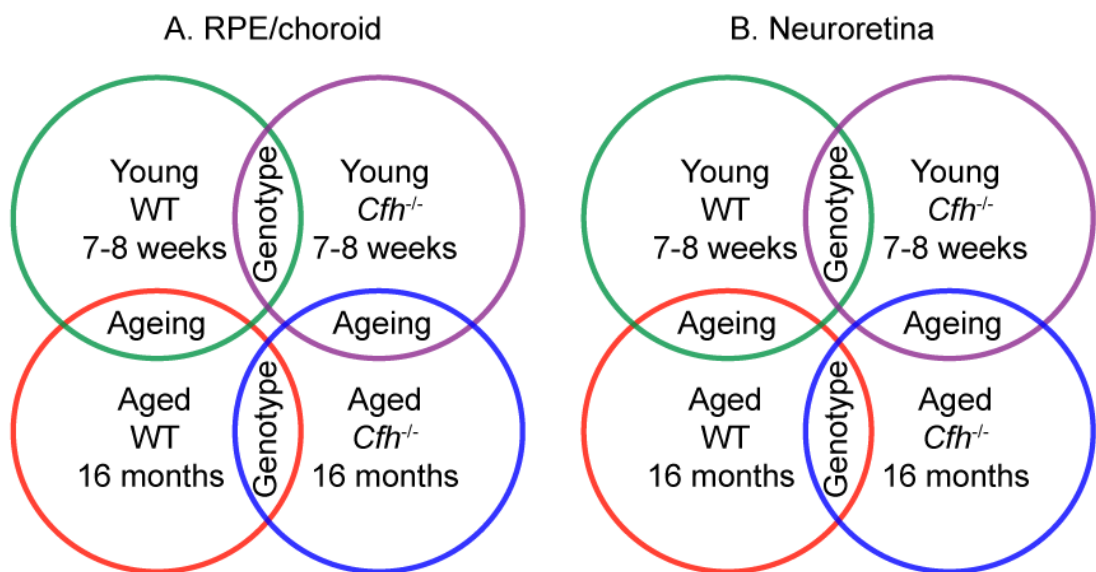 A. RPE/choroid
Young
WT
7-8 weeks
Genotype
Young
Cfh-/-
7-8 weeks
Ageing
Ageing
Aged
WT
16 months
Genotype
Aged
Cfh-/-
16 months
B. Neuroretina
Young
WT
7-8 weeks
Genotype
Young
Cfh-/-
7-8 weeks
Ageing
Ageing
Aged
WT
16 months
Genotype
Aged
Cfh-/-
16 months